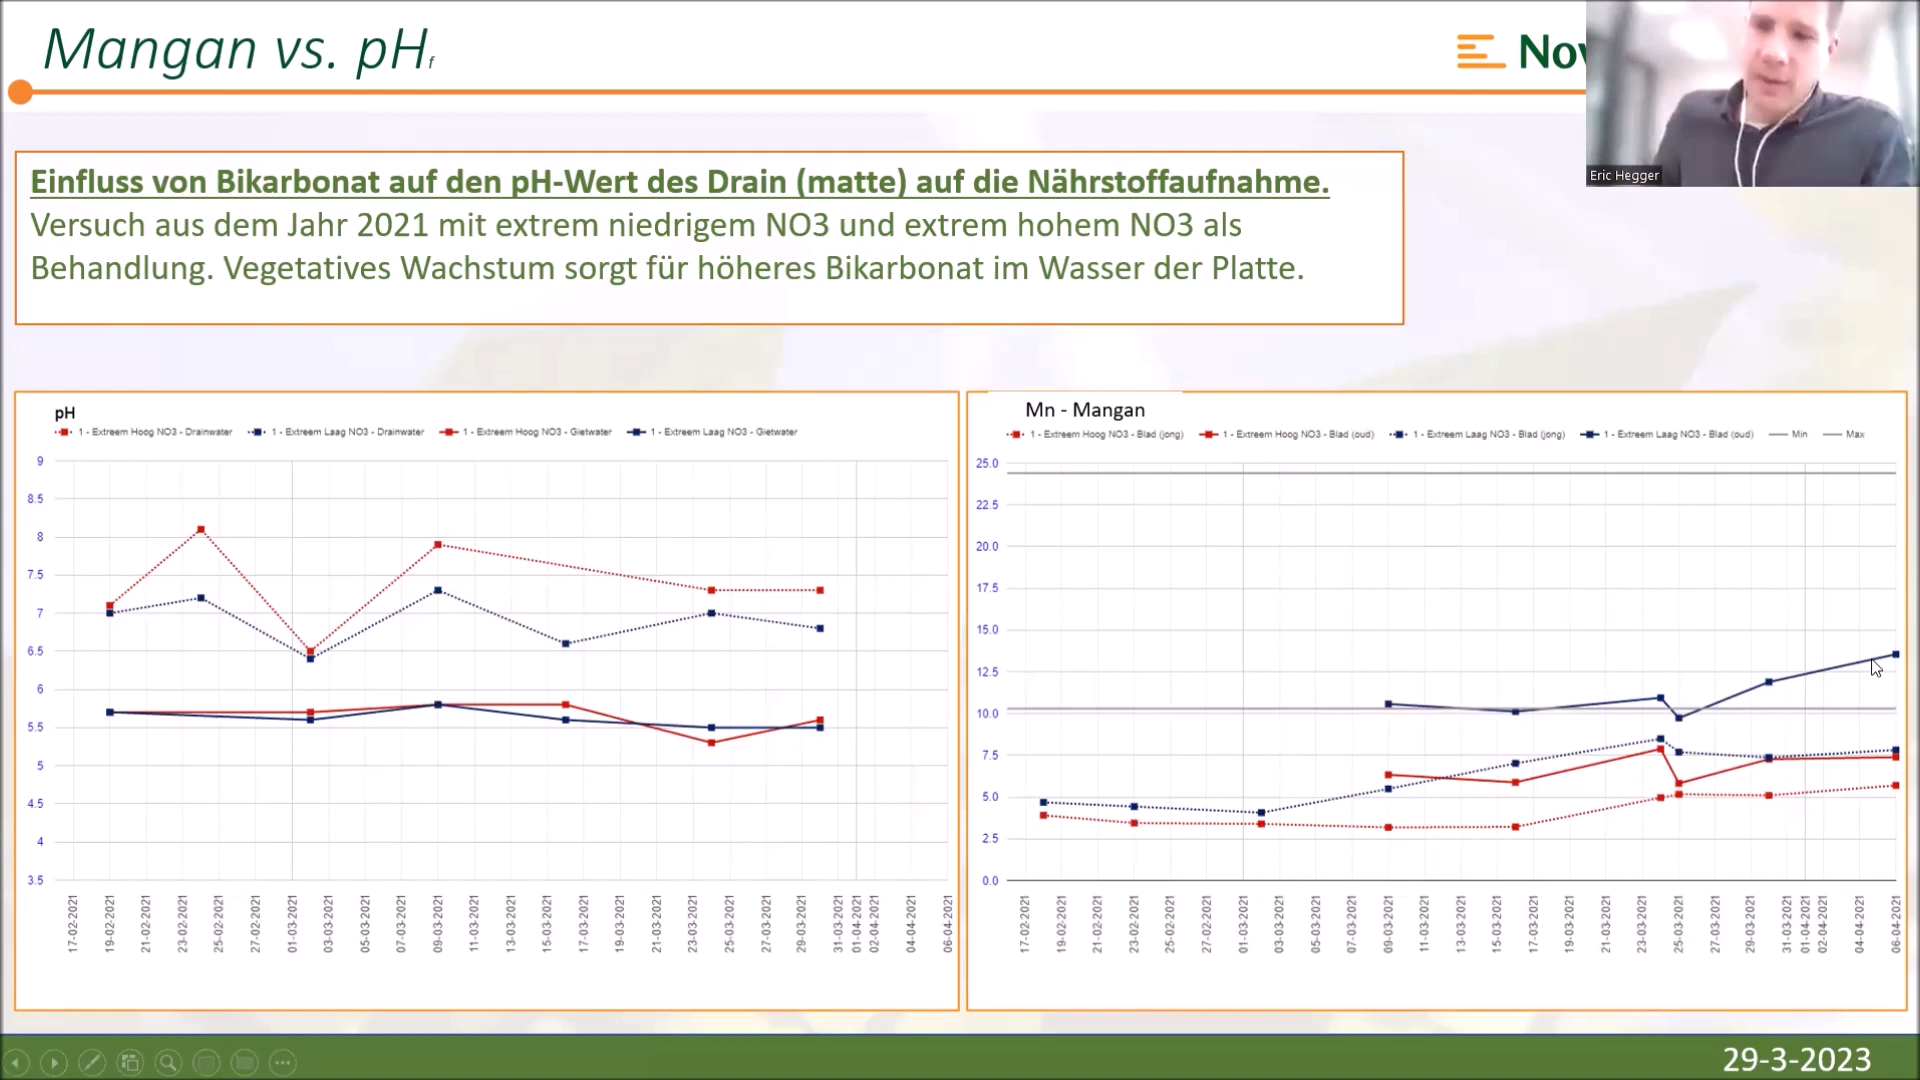 Mangan vs. pHf
Nov
Eric Hegger
Einfluss von Bikarbonat auf den pH-Wert des Drain (matte) auf die Nährstoffaufnahme.
Versuch aus dem Jahr 2021 mit extrem niedrigem NO3 und extrem hohem NO3 als
Behandlung. Vegetatives Wachstum sorgt für höheres Bikarbonat im Wasser der Platte.
pH
1 - Extreem Hoog NO3 - Drainwater 1 - Extreem Laag NO3 - Drainwater 1 - Extreem Hoog NO3 - Gietwater 1 - Extreem Laag NO3 - Gietwater
9
8.5
8
7.5
7
6.5
6
5.5
5
4.5
4
3.5
17-02-2021 19-02-2021 21-02-2021 23-02-2021 25-02-2021 27-02-2021 01-03-2021 03-03-2021 05-03-2021 07-03-2021 09-03-2021 11-03-2021 13-03-2021 15-03-2021 17-03-2021 19-03-2021 21-03-2021 23-03-2021 25-03-2021 27-03-2021 29-03-2021 31-03-2021 01-04-2021 02-04-2021 04-04-2021 06-04-2021
Mn - Mangan
1 - Extreem Hoog NO3 - Blad (jong) 1 - Extreem Hoog NO3 - Blad (oud) 1 - Extreem Laag NO3 - Blad (jong) 1 - Extreem Laag NO3 - Blad (oud) Min Max
25.0
22.5
20.0
17.5
15.0
12.5
10.0
7.5
5.0
2.5
0.0
17-02-2021 19-02-2021 21-02-2021 23-02-2021 25-02-2021 27-02-2021 01-03-2021 03-03-2021 05-03-2021 07-03-2021 09-03-2021 11-03-2021 13-03-2021 15-03-2021 17-03-2021 19-03-2021 21-03-2021 23-03-2021 25-03-2021 27-03-2021 29-03-2021 31-03-2021 01-04-2021 02-04-2021 04-04-2021 06-04-2021
29-3-2023